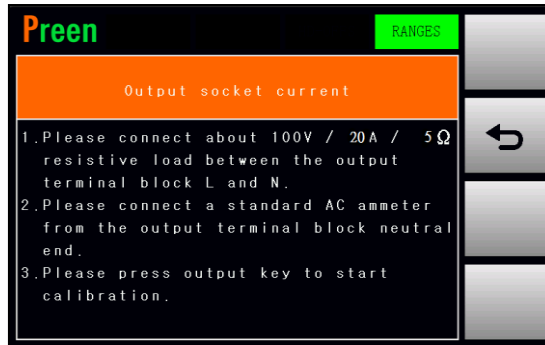 Preen
RANGES
Output socket current
1.Please connect about 100V / 20A / 5Ω
resistive load between the output
terminal block L and N.
2.Please connect a standard AC ammeter
from the output terminal block neutral
end.
3.Please press output key to start
calibration.